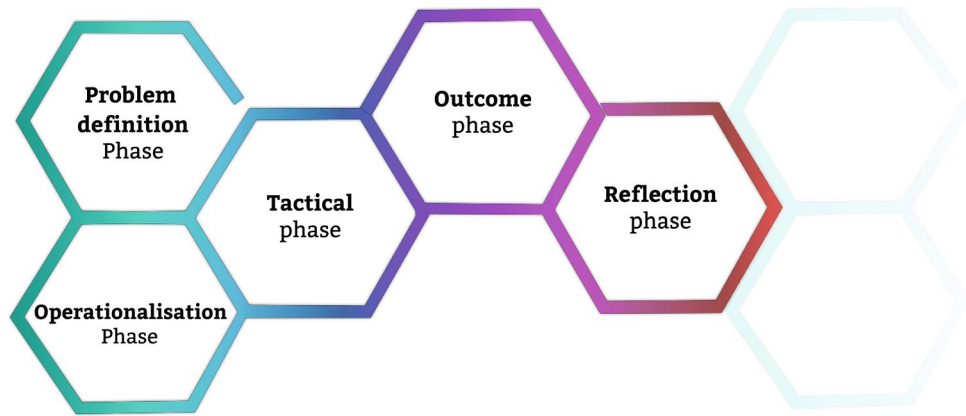 Problem
definition
Phase
Operationalisation
Phase
Tactical
phase
Outcome
phase
Reflection
phase